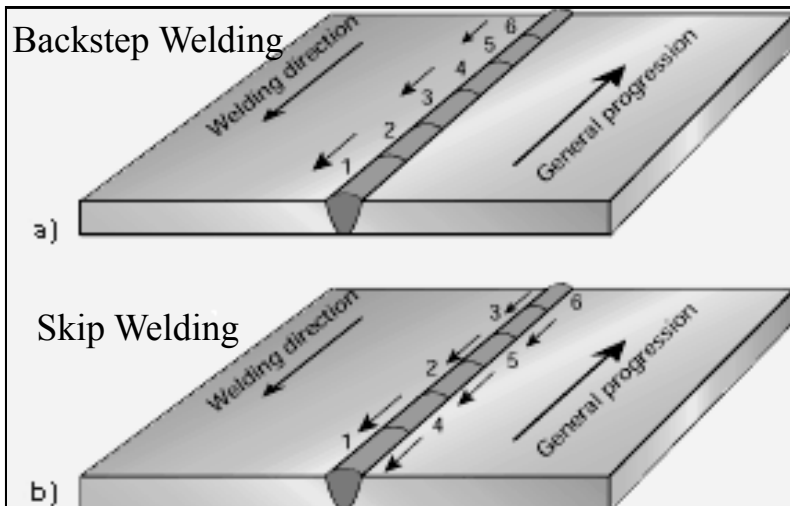 Backstep Welding
Welding direction
6
5
4
3
2
1
General progression
a)
Skip Welding
Welding direction
3
6
2
5
1
4
General progression
b)